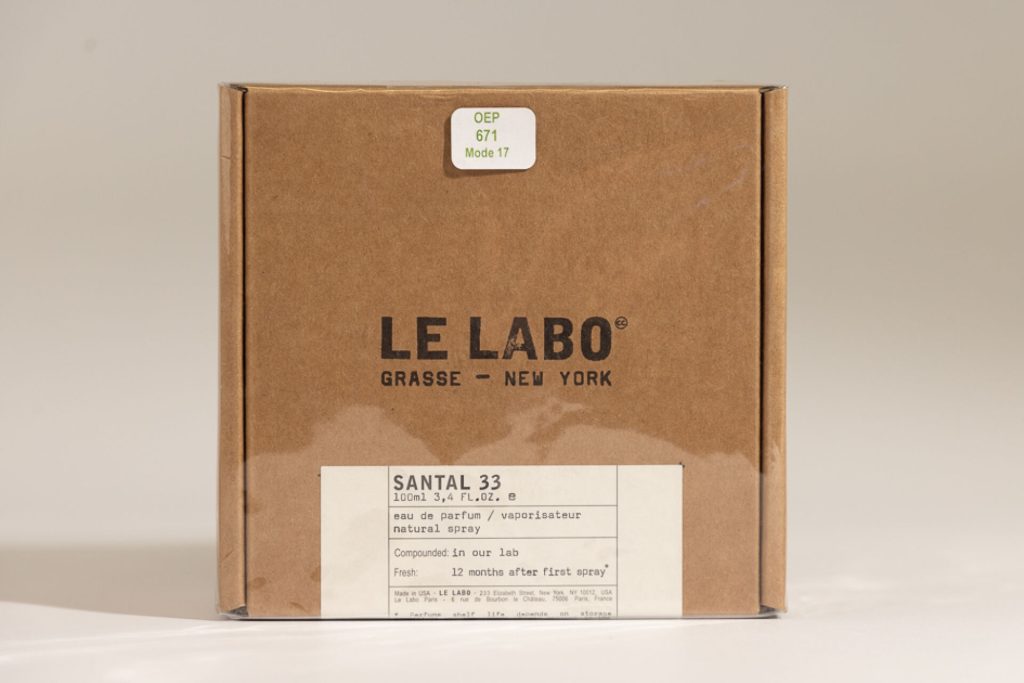 OEP
671
Mode 17
LE LABO
GRASSE — NEW YORK
SANTAL 33
100ml 3,4 FL.OZ. e
eau de parfum / vaporisateur
natural spray
Compounded: in our lab
Fresh: 12 months after first spray*
Made in USA - LE LABO - 233 Elizabeth Street, New York, NY 10012, USA
Le Labo Paris - 6 rue de Bourbon le Château, 75006 Paris, France
* Perfume shelf life depends on storage